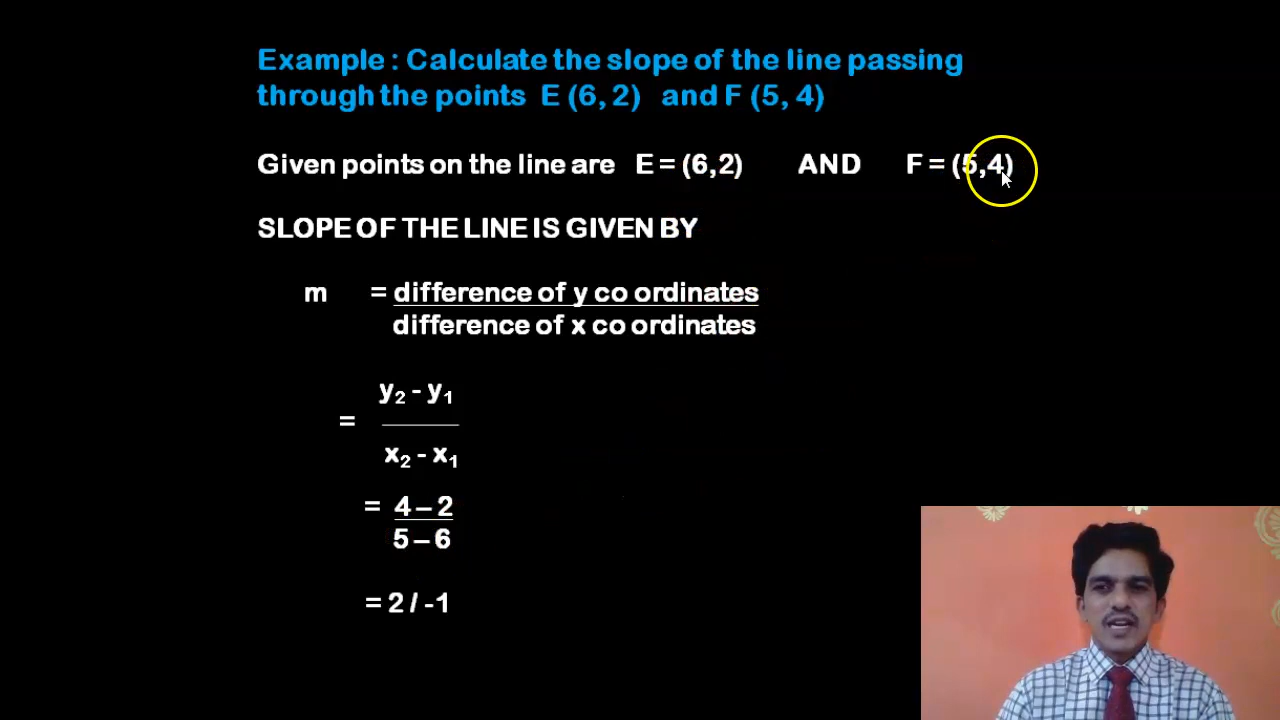 Example : Calculate the slope of the line passing
through the points E (6, 2) and F (5, 4)
Given points on the line are E = (6,2) AND F = (5,4)
SLOPE OF THE LINE IS GIVEN BY
m = difference of y co ordinates
difference of x co ordinates
y₂ - y₁
=
x₂ - x₁
= 4 – 2
5 – 6
= 2 / -1